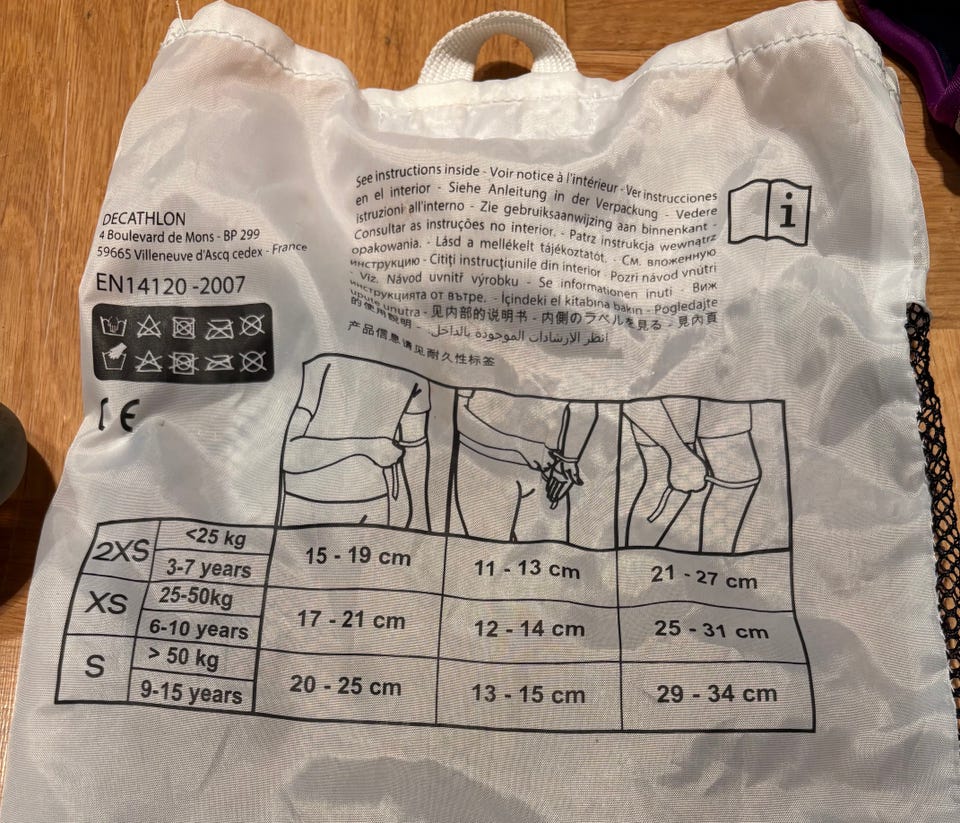 See instructions inside - Voir notice à l'intérieur - Ver instrucciones
en el interior - Siehe Anleitung in der Verpackung - Vedere
istruzioni all'interno - Zie gebruiksaanwijzing aan binnenkant -
Consultar as instruções no interior. - Patrz instrukcja wewnątrz
opakowania. - Lásd a mellékelt tájékoztatót. - См. вложенную
инструкцию - Citiți instrucțiunile din interior - Pozri návod vnútri
- Viz. Návod uvnitř výrobku - Se informationen inuti - Виж
инструкцията от вътре. - Içindeki el kitabına bakın - Pogledajte
upute unutra - 见内部的说明书 - 内側のラベルを見る - 見內頁
的使用說明 - انظر الارشادات الموجودة بالداخل.
产品信息请见耐久性标签
i
DECATHLON
4 Boulevard de Mons - BP 299
59665 Villeneuve d'Ascq cedex - France
EN14120 -2007
CE
2XS <25 kg 15 - 19 cm 11 - 13 cm 21 - 27 cm
3-7 years
XS 25-50kg 17 - 21 cm 12 - 14 cm 25 - 31 cm
6-10 years
S > 50 kg 20 - 25 cm 13 - 15 cm 29 - 34 cm
9-15 years